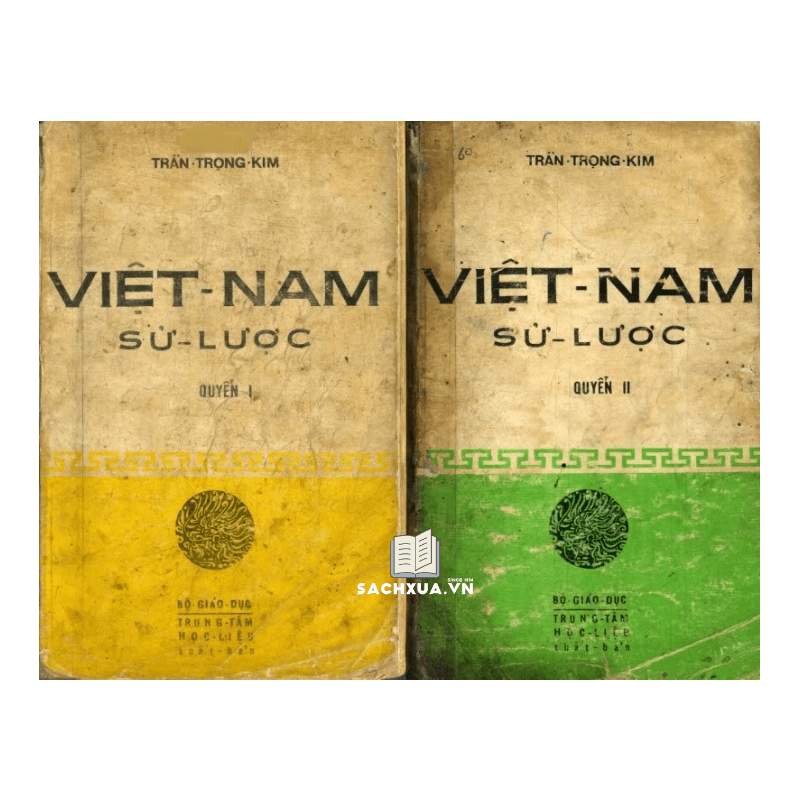 TRẦN·TRỌNG·KIM
VIỆT-NAM
SỬ-LƯỢC
QUYỂN I
BỘ GIÁO-DỤC
TRUNG-TÂM
HỌC-LIỆU
xuất-bản
60
TRẦN·TRỌNG·KIM
VIỆT-NAM
SỬ-LƯỢC
QUYỂN II
BỘ GIÁO-DỤC
TRUNG-TÂM
HỌC-LIỆU
xuất-bản
SINCE 1914
SACHXUA.VN